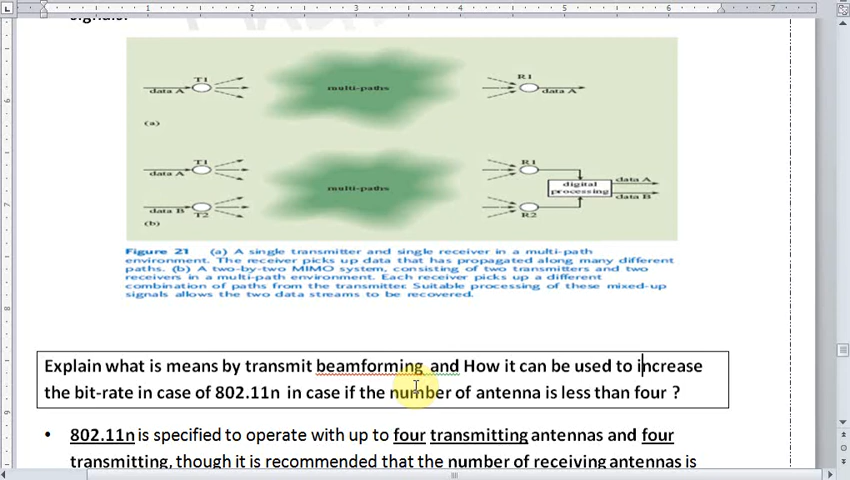 signals.
T1
R1
data A
multi-paths
data A
(a)
T1
R1
data A
data A
multi-paths
digital
processing
data B
data B
(b)
T2
R2
Figure 21 (a) A single transmitter and single receiver in a multi-path
environment. The receiver picks up data that has propagated along many different
paths. (b) A two-by-two MIMO system, consisting of two transmitters and two
receivers in a multi-path environment. Each receiver picks up a different
combination of paths from the transmitter. Suitable processing of these mixed-up
signals allows the two data streams to be recovered.
Explain what is means by transmit beamforming and How it can be used to increase
the bit-rate in case of 802.11n in case if the number of antenna is less than four ?
• 802.11n is specified to operate with up to four transmitting antennas and four
transmitting, though it is recommended that the number of receiving antennas is